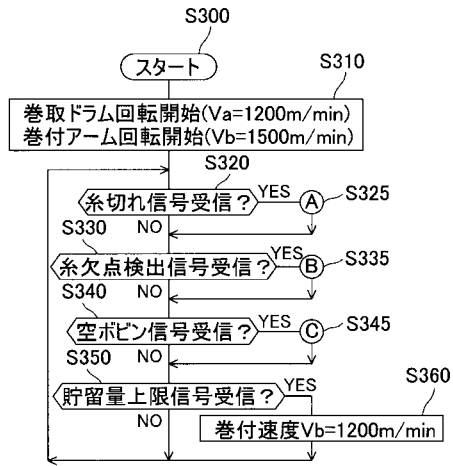 S300
スタート
S310
巻取ドラム回転開始(Va=1200m/min)
巻付アーム回転開始(Vb=1500m/min)
S320
糸切れ信号受信？ YES A S325
NO
S330
糸欠点検出信号受信？ YES B S335
NO
S340
空ボビン信号受信？ YES C S345
NO
S350
貯留量上限信号受信？ YES
NO
S360
巻付速度Vb=1200m/min